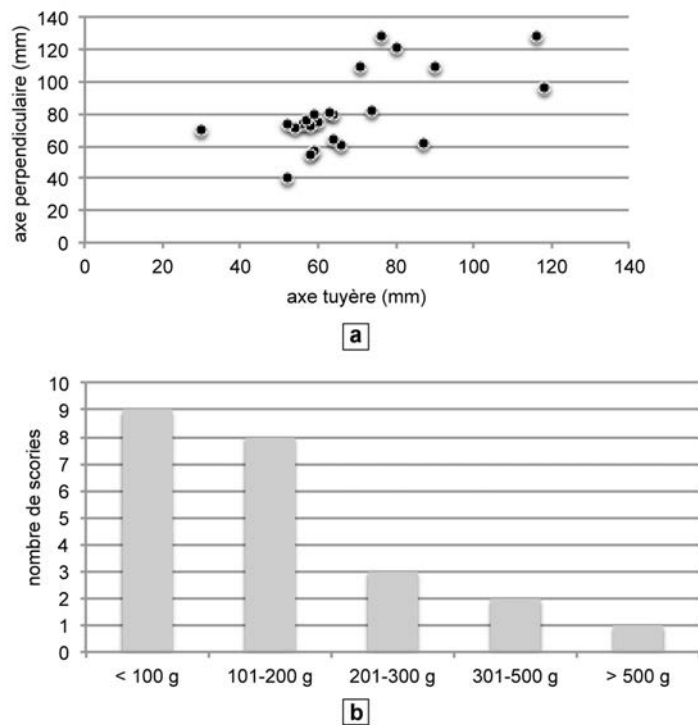 140
120
100
80
60
40
20
0
axe perpendiculaire (mm)
0 20 40 60 80 100 120 140
axe tuyère (mm)
a
10
9
8
7
6
5
4
3
2
1
0
nombre de scories
< 100 g 101-200 g 201-300 g 301-500 g > 500 g
b